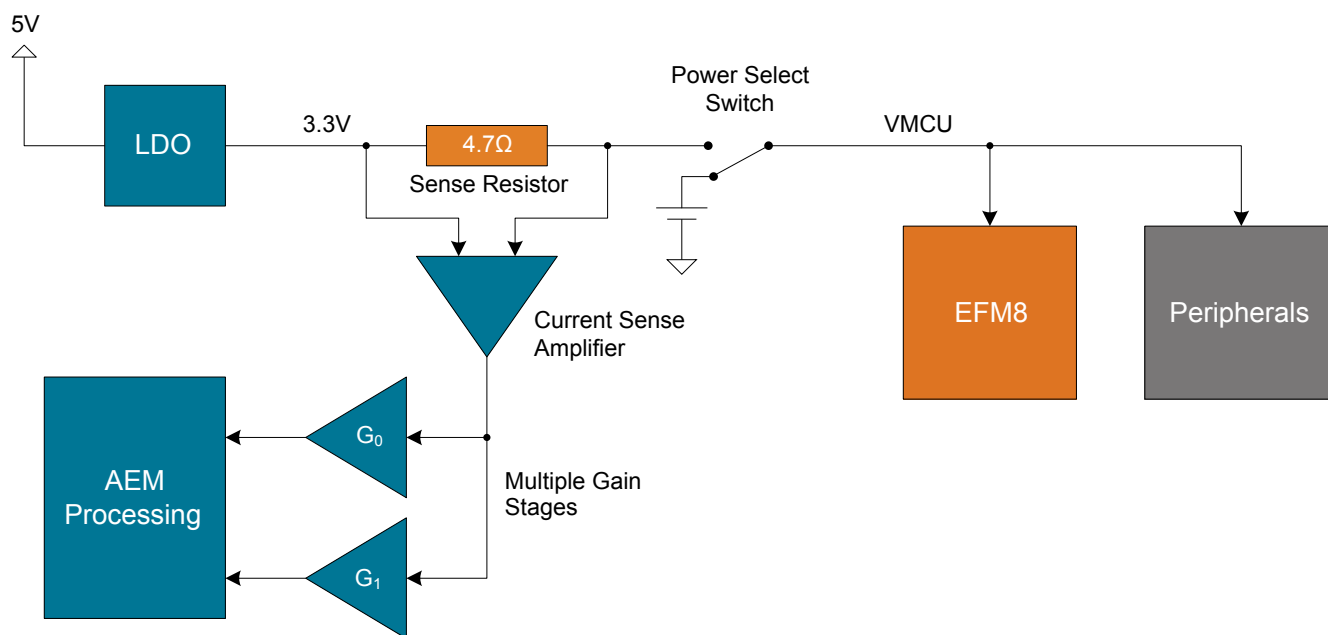 5V
LDO
3.3V
4.7Ω
Sense Resistor
Power Select
Switch
VMCU
EFM8
Peripherals
Current Sense
Amplifier
AEM
Processing
G0
G1
Multiple Gain
Stages